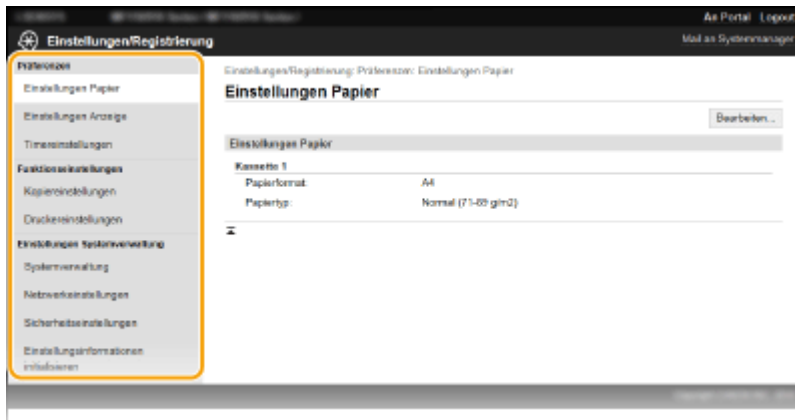 An Portal Logout
Einstellungen/Registrierung
Mail an Systemmanager
Präferenzen
Einstellungen Papier
Einstellungen Anzeige
Timereinstellungen
Funktionseinstellungen
Kopiereinstellungen
Druckereinstellungen
Einstellungen Systemverwaltung
Systemverwaltung
Netzwerkeinstellungen
Sicherheitseinstellungen
Einstellungsinformationen
initialisieren
Einstellungen/Registrierung: Präferenzen: Einstellungen Papier
Einstellungen Papier
Bearbeiten...
Einstellungen Papier
Kassette 1
Papierformat: A4
Papiertyp: Normal (71-89 g/m2)